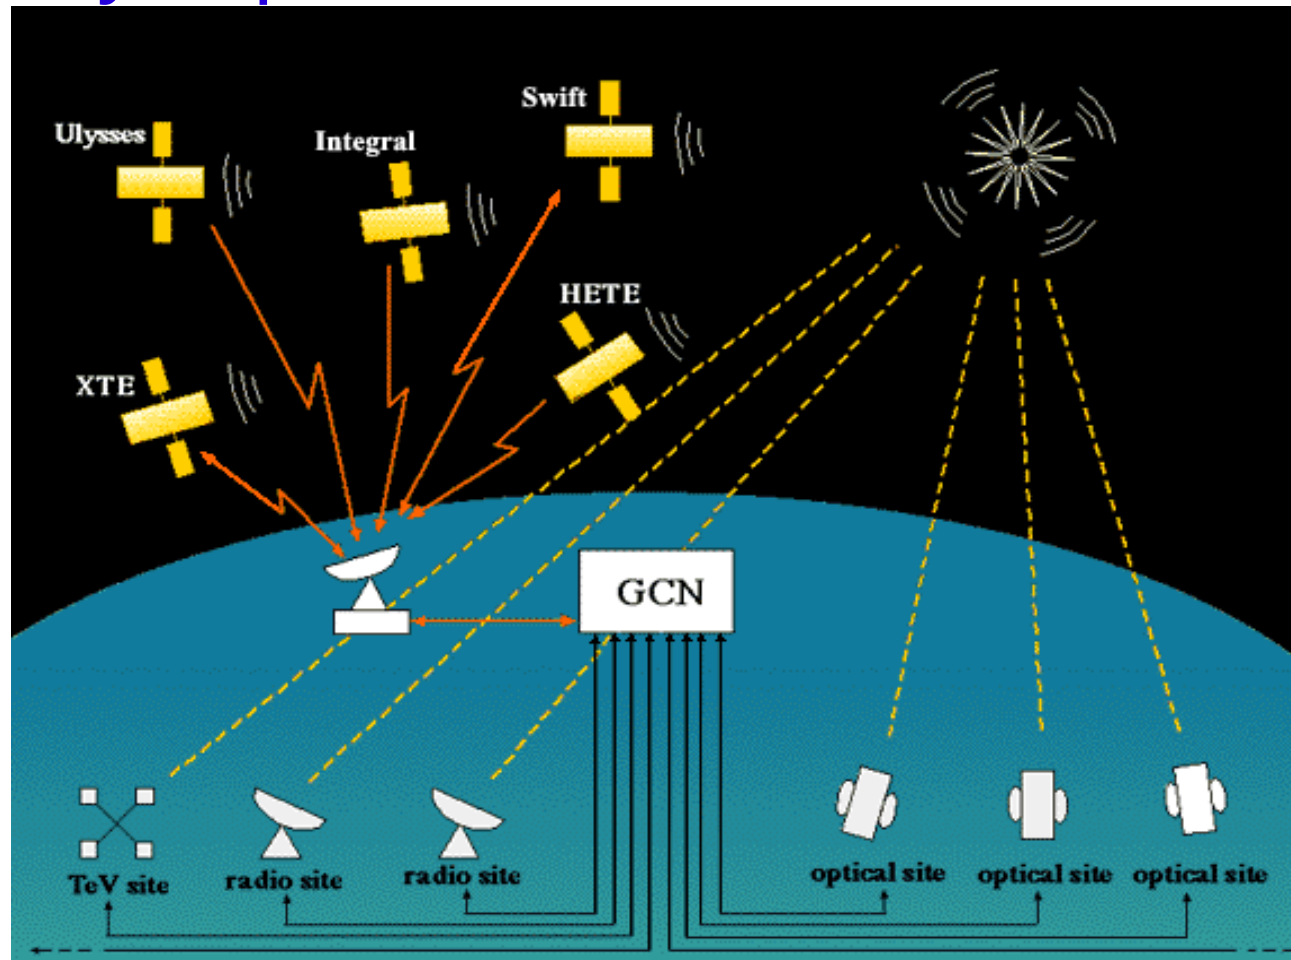 Swift
Ulysses
Integral
HETE
XTE
GCN
TeV site
radio site
radio site
optical site
optical site
optical site